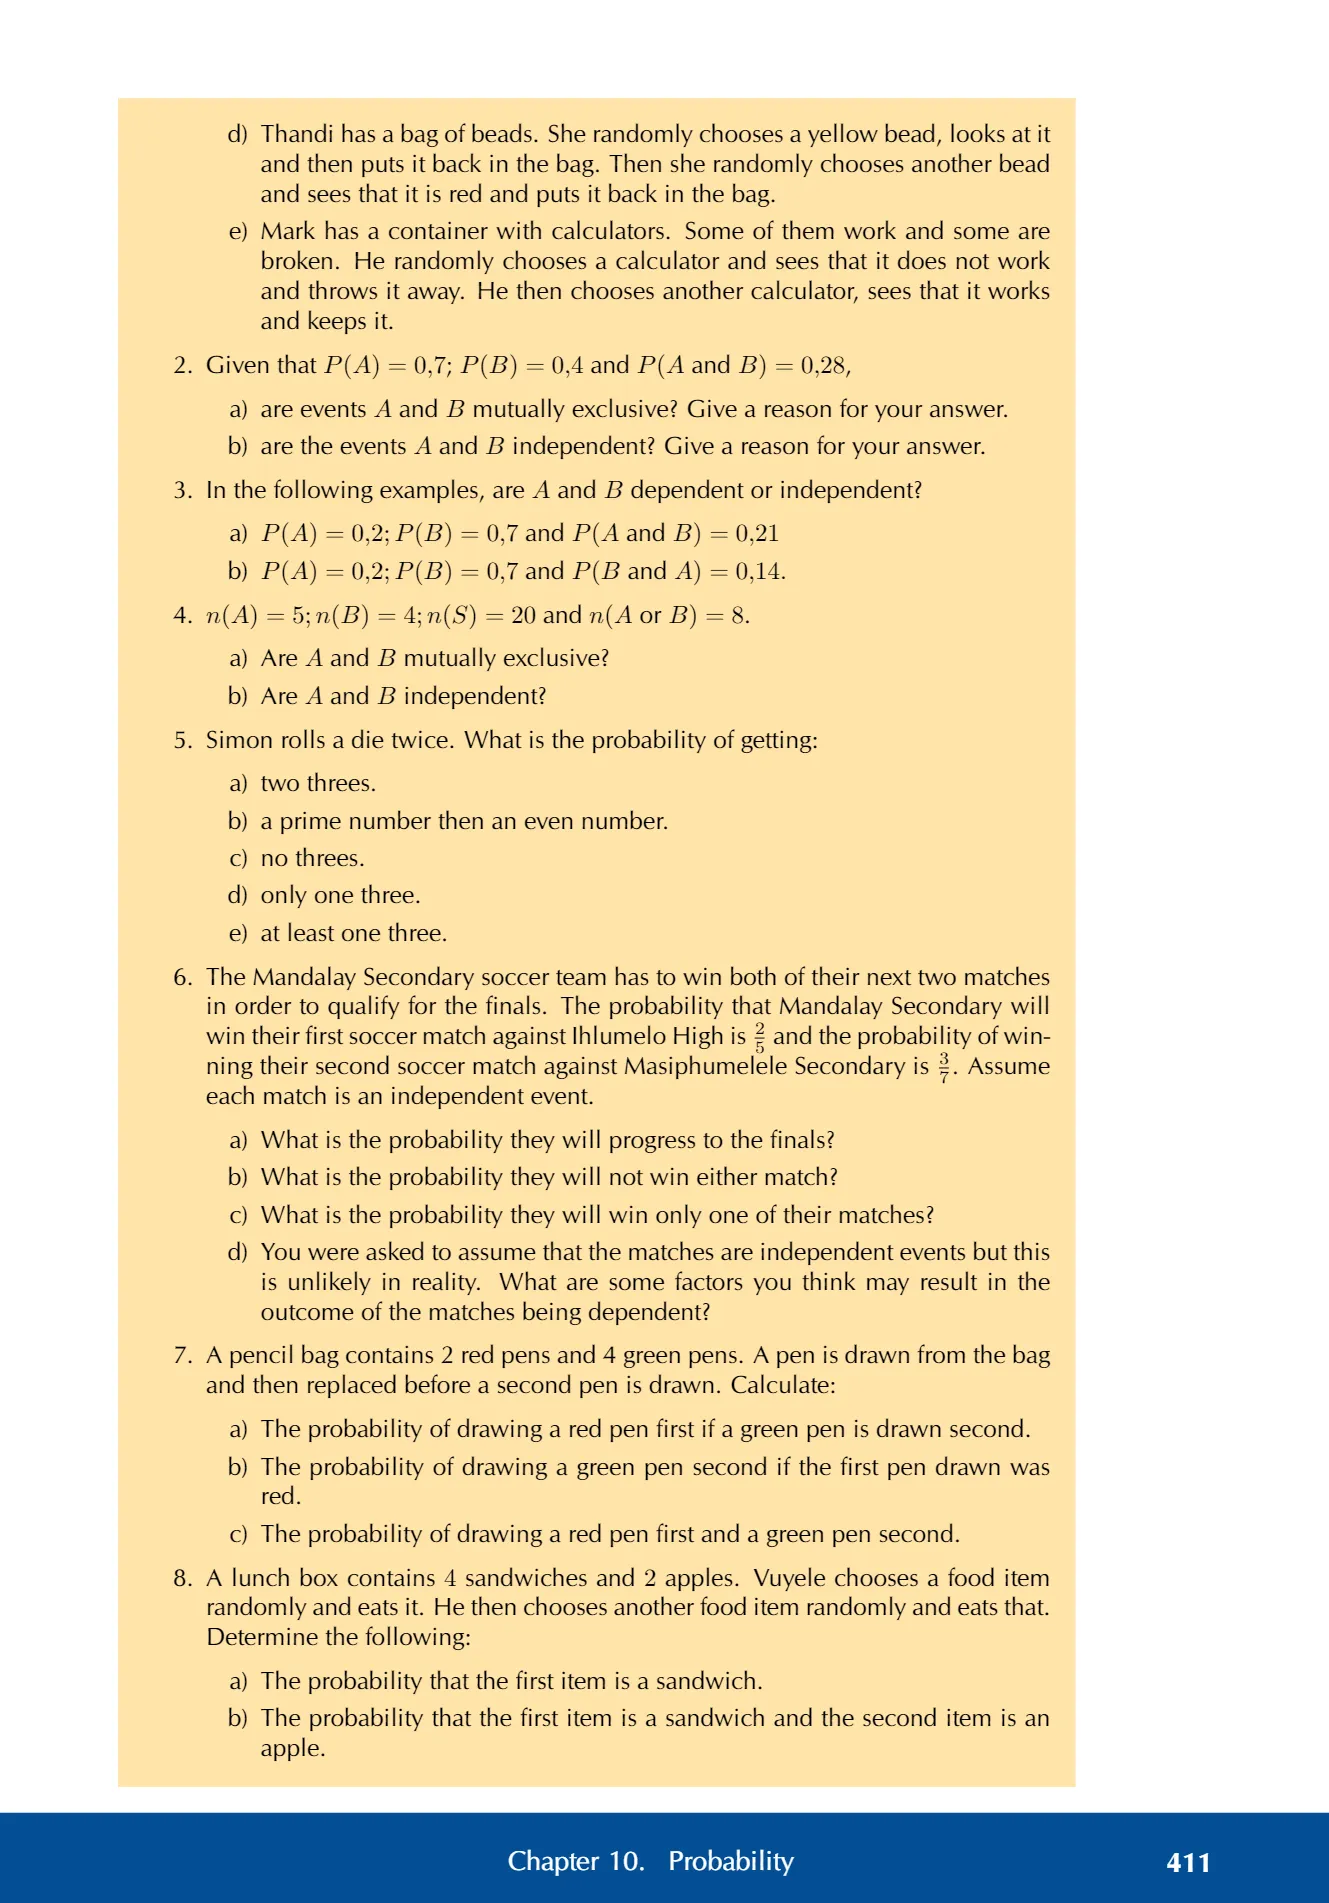 d) Thandi has a bag of beads. She randomly chooses a yellow bead, looks at it
and then puts it back in the bag. Then she randomly chooses another bead
and sees that it is red and puts it back in the bag.
e) Mark has a container with calculators. Some of them work and some are
broken. He randomly chooses a calculator and sees that it does not work
and throws it away. He then chooses another calculator, sees that it works
and keeps it.
2. Given that P(A) = 0,7; P(B) = 0,4 and P(A and B) = 0,28,
a) are events A and B mutually exclusive? Give a reason for your answer.
b) are the events A and B independent? Give a reason for your answer.
3. In the following examples, are A and B dependent or independent?
a) P(A) = 0,2; P(B) = 0,7 and P(A and B) = 0,21
b) P(A) = 0,2; P(B) = 0,7 and P(B and A) = 0,14.
4. n(A) = 5; n(B) = 4; n(S) = 20 and n(A or B) = 8.
a) Are A and B mutually exclusive?
b) Are A and B independent?
5. Simon rolls a die twice. What is the probability of getting:
a) two threes.
b) a prime number then an even number.
c) no threes.
d) only one three.
e) at least one three.
6. The Mandalay Secondary soccer team has to win both of their next two matches
in order to qualify for the finals. The probability that Mandalay Secondary will
win their first soccer match against Ihlumelo High is 2/5 and the probability of win-
ning their second soccer match against Masiphumelele Secondary is 3/7. Assume
each match is an independent event.
a) What is the probability they will progress to the finals?
b) What is the probability they will not win either match?
c) What is the probability they will win only one of their matches?
d) You were asked to assume that the matches are independent events but this
is unlikely in reality. What are some factors you think may result in the
outcome of the matches being dependent?
7. A pencil bag contains 2 red pens and 4 green pens. A pen is drawn from the bag
and then replaced before a second pen is drawn. Calculate:
a) The probability of drawing a red pen first if a green pen is drawn second.
b) The probability of drawing a green pen second if the first pen drawn was
red.
c) The probability of drawing a red pen first and a green pen second.
8. A lunch box contains 4 sandwiches and 2 apples. Vuyele chooses a food item
randomly and eats it. He then chooses another food item randomly and eats that.
Determine the following:
a) The probability that the first item is a sandwich.
b) The probability that the first item is a sandwich and the second item is an
apple.
Chapter 10. Probability 411